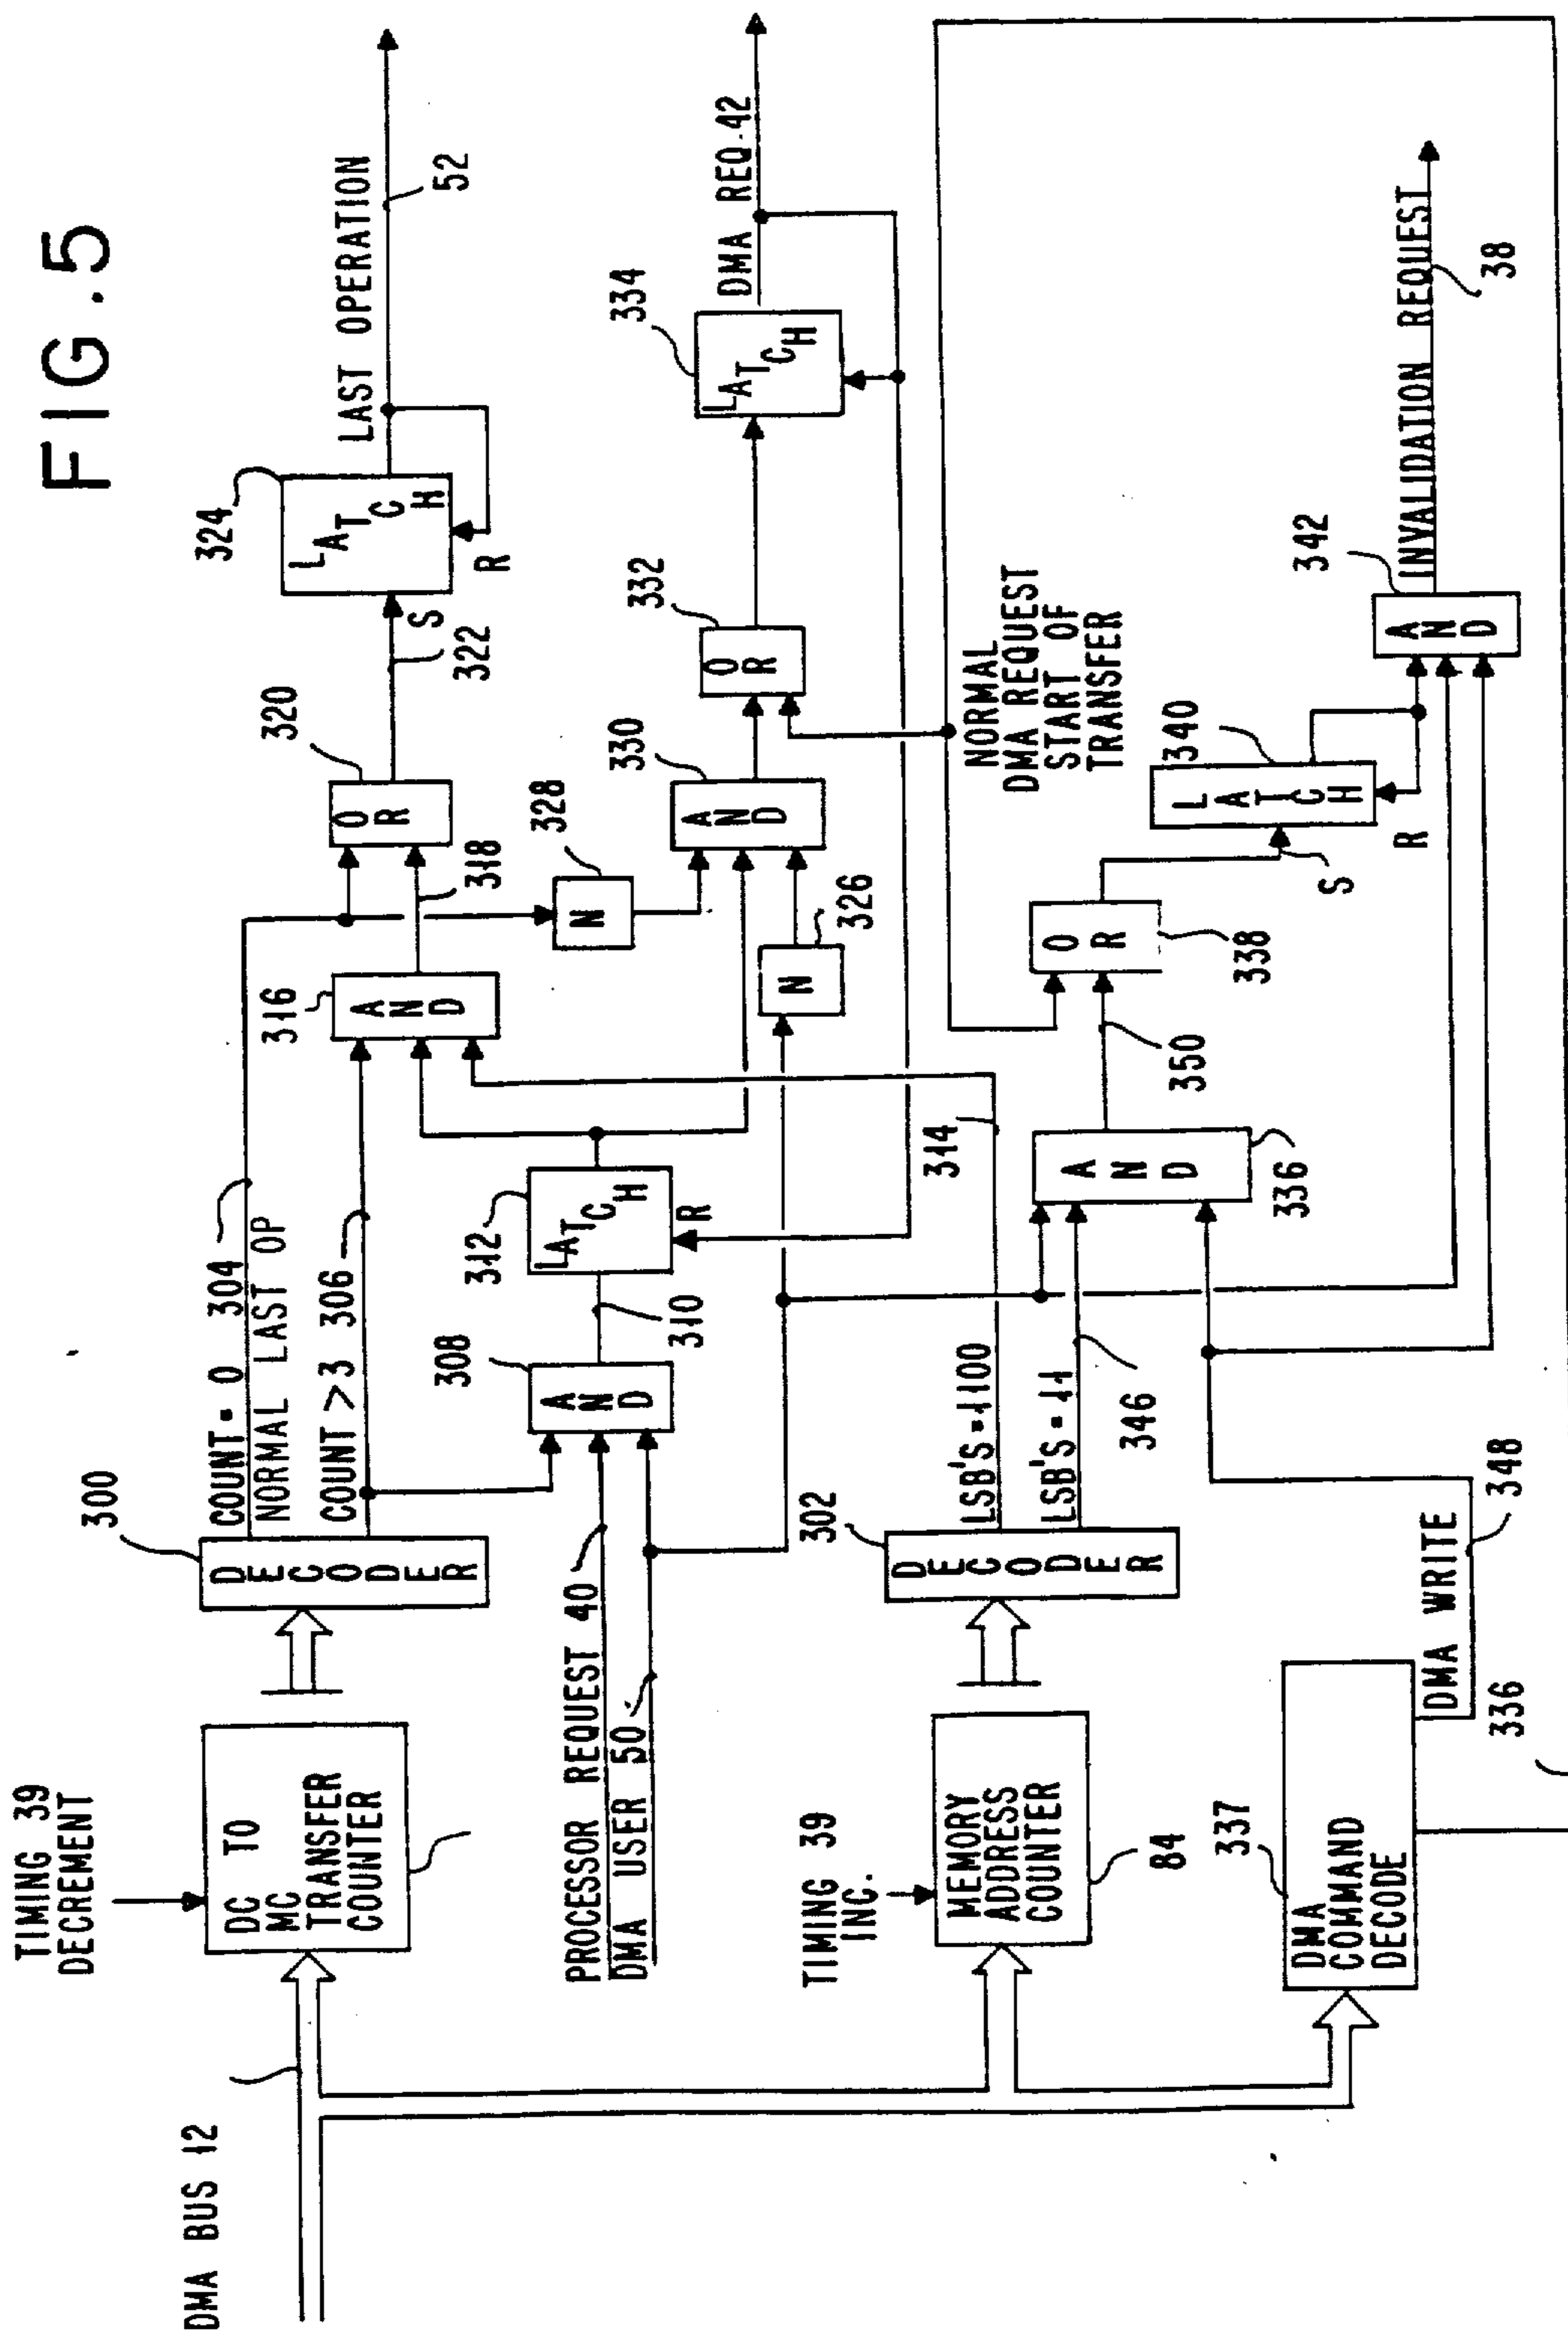 FIG.5
TIMING 39
DECREMENT
DMA BUS 12
DC TO
MC
TRANSFER
COUNTER
300
DECODER
COUNT = 0 304
NORMAL LAST OP
COUNT > 3 306
316
AND
318
320
OR
322
S
324
LATCH
R
LAST OPERATION
52
PROCESSOR REQUEST 40
DMA USER 50
308
AND
310
312
LATCH
R
328
N
326
N
330
AND
332
OR
334
LATCH
DMA REQ.42
TIMING 39
INC.
MEMORY
ADDRESS
COUNTER
84
302
DECODER
LSB'S=1100
314
LSB'S=11
346
AND
336
350
OR
338
NORMAL
DMA REQUEST
START OF
TRANSFER
S
340
LATCH
R
342
AND
INVALIDATION REQUEST
38
337
DMA
COMMAND
DECODE
DMA WRITE
348
336